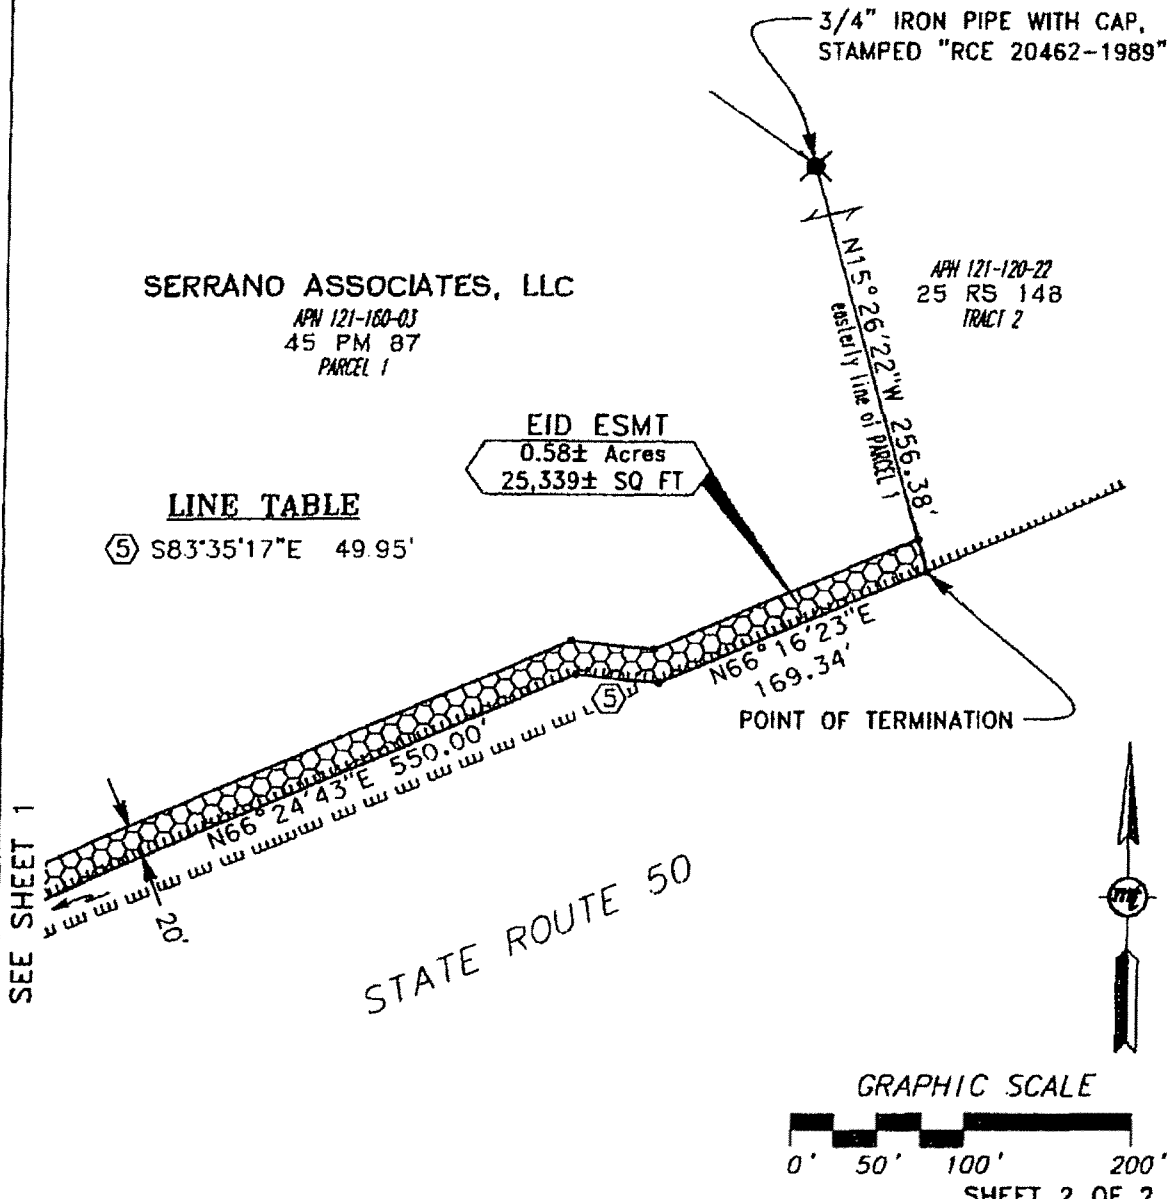 3/4" IRON PIPE WITH CAP,
STAMPED "RCE 20462-1989"
N15°26'22"W 256.38'
easterly line of PARCEL 1
APN 121-120-22
25 RS 148
TRACT 2
SERRANO ASSOCIATES, LLC
APN 121-160-03
45 PM 87
PARCEL 1
EID ESMT
0.58± Acres
25,339± SQ FT
LINE TABLE
5 S83°35'17"E 49.95'
N66°16'23"E
169.34'
5
POINT OF TERMINATION
N66°24'43"E 550.00'
20'
SEE SHEET 1
STATE ROUTE 50
GRAPHIC SCALE
0' 50' 100' 200'
SHEET 2 OF 2